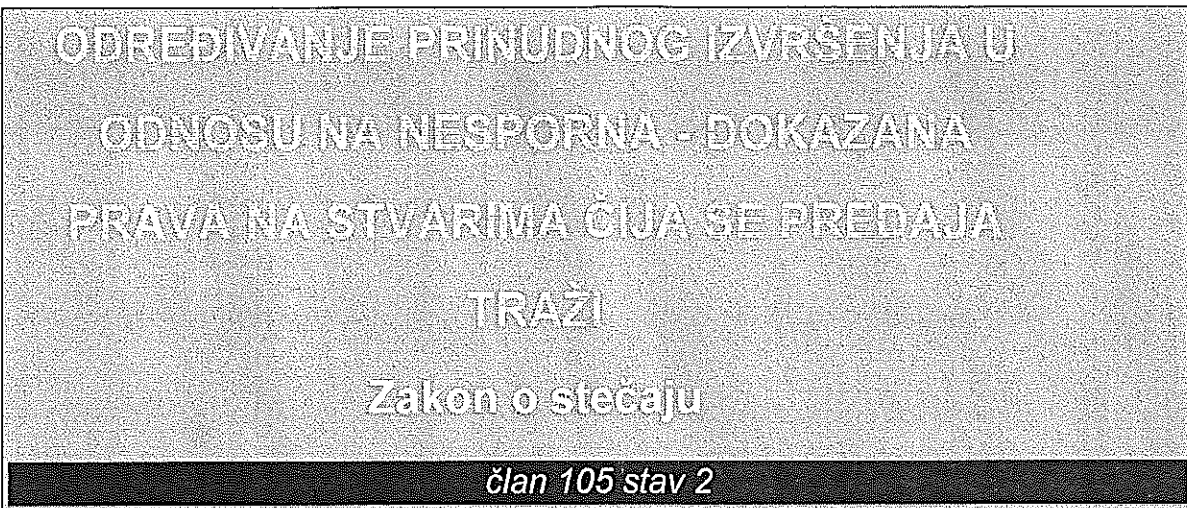 ODREĐIVANJE PRINUDNOG IZVRŠENJA U
ODNOSU NA NESPORNA - DOKAZANA
PRAVA NA STVARIMA ČIJA SE PREDAJA
TRAŽI
Zakon o stečaju
član 105 stav 2